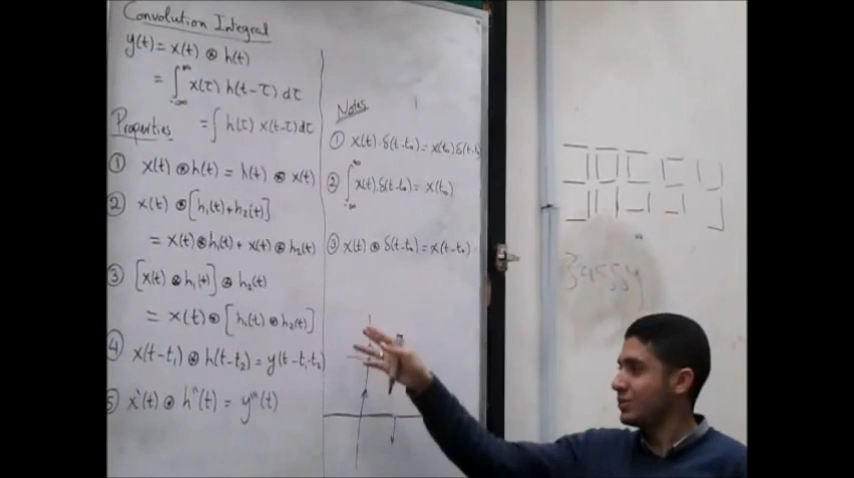 Convolution Integral
y(t) = x(t) ⊗ h(t)
= ∫_{-∞}^{∞} x(τ) h(t-τ) dτ
= ∫ h(τ) x(t-τ) dτ
Properties
① x(t) ⊗ h(t) = h(t) ⊗ x(t)
② x(t) ⊗ [h₁(t) + h₂(t)]
= x(t) ⊗ h₁(t) + x(t) ⊗ h₂(t)
③ [x(t) ⊗ h₁(t)] ⊗ h₂(t)
= x(t) ⊗ [h₁(t) ⊗ h₂(t)]
④ x(t-t₁) ⊗ h(t-t₂) = y(t-t₁-t₂)
⑤ ⊗ h (t) = y (t)
Notes
① x(t) . δ(t-t₀) = x(t₀) δ(t-t
② ∫_{-∞}^{∞} x(t) . δ(t-t₀) = x(t₀)
③ x(t) ⊗ δ(t-t₀) = x(t-t₀)